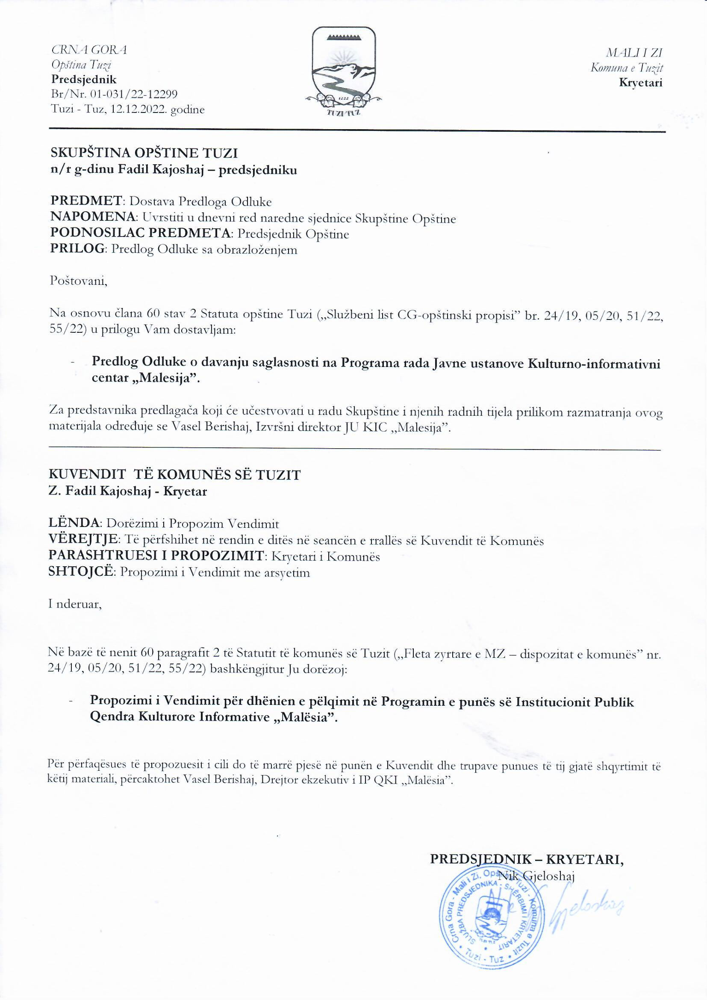 CRNA GORA
Opština Tuzi
Predsjednik
Br/Nr. 01-031/22-12299
Tuzi - Tuz, 12.12.2022. godine
TUZI TUZ
MALI I ZI
Komuna e Tuzit
Kryetari
SKUPŠTINA OPŠTINE TUZI
n/r g-dinu Fadil Kajoshaj – predsjedniku
PREDMET: Dostava Predloga Odluke
NAPOMENA: Uvrstiti u dnevni red naredne sjednice Skupštine Opštine
PODNOSILAC PREDMETA: Predsjednik Opštine
PRILOG: Predlog Odluke sa obrazloženjem
Poštovani,
Na osnovu člana 60 stav 2 Statuta opštine Tuzi („Službeni list CG-opštinski propisi” br. 24/19, 05/20, 51/22,
55/22) u prilogu Vam dostavljam:
- Predlog Odluke o davanju saglasnosti na Programa rada Javne ustanove Kulturno-informativni
centar „Malesija”.
Za predstavnika predlagača koji će učestvovati u radu Skupštine i njenih radnih tijela prilikom razmatranja ovog
materijala određuje se Vasel Berishaj, Izvršni direktor JU KIC „Malesija”.
KUVENDIT TË KOMUNËS SË TUZIT
Z. Fadil Kajoshaj - Kryetar
LËNDA: Dorëzimi i Propozim Vendimit
VËREJTJE: Të përfshihet në rendin e ditës në seancën e rrallës së Kuvendit të Komunës
PARASHTRUESI I PROPOZIMIT: Kryetari i Komunës
SHTOJCË: Propozimi i Vendimit me arsyetim
I nderuar,
Në bazë të nenit 60 paragrafit 2 të Statutit të komunës së Tuzit („Fleta zyrtare e MZ – dispozitat e komunës” nr.
24/19, 05/20, 51/22, 55/22) bashkëngjitur Ju dorëzoj:
- Propozimi i Vendimit për dhënien e pëlqimit në Programin e punës së Institucionit Publik
Qendra Kulturore Informative „Malësia”.
Për përfaqësues të propozuesit i cili do të marrë pjesë në punën e Kuvendit dhe trupave punues të tij gjatë shqyrtimit të
këtij materiali, përcaktohet Vasel Berishaj, Drejtor ekzekutiv i IP QKI „Malësia”.
PREDSJEDNIK – KRYETARI,
Nik Gjeloshaj
Crna Gora - Mali i Zi, Opština Tuzi - Komuna e Tuzit
SLUŽBA PREDSJEDNIKA - SHËRBIMI I KRYETARIT
Tuzi - Tuz
Nik Gjeloshaj